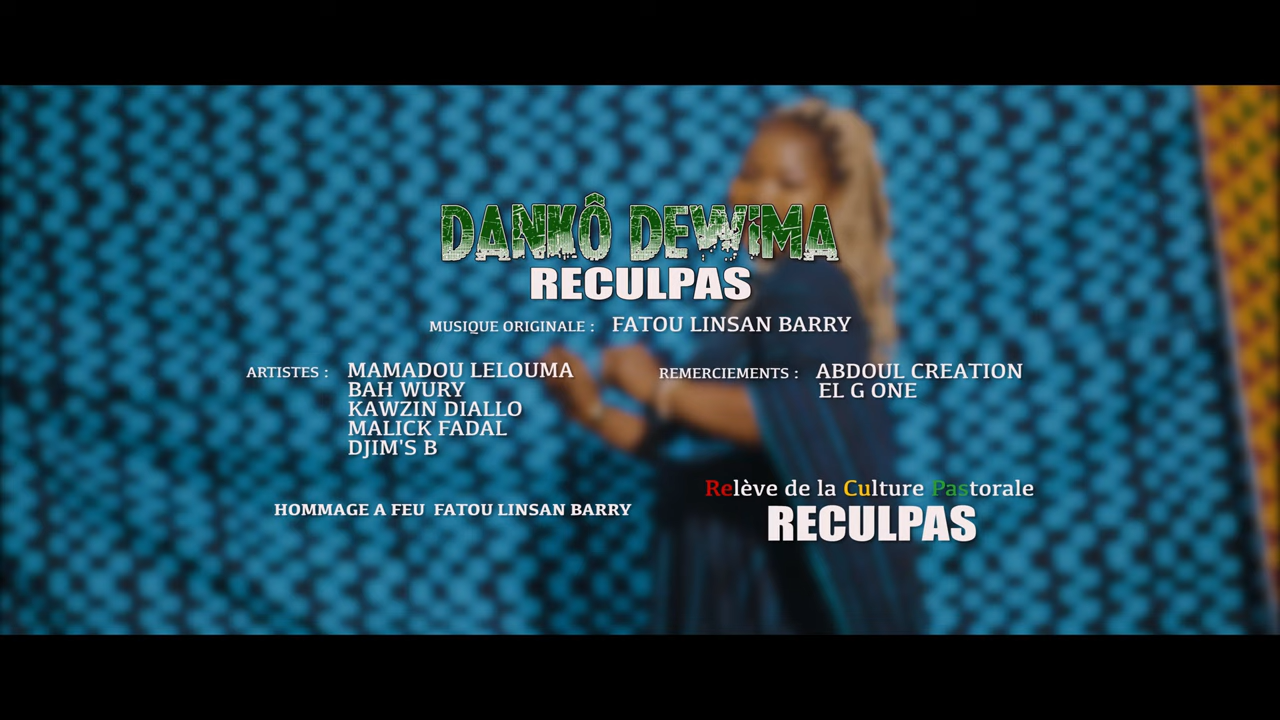 DANKÔ DEWIMA
RECULPAS
MUSIQUE ORIGINALE : FATOU LINSAN BARRY
ARTISTES : MAMADOU LELOUMA
BAH WURY
KAWZIN DIALLO
MALICK FADAL
DJIM'S B
REMERCIEMENTS : ABDOUL CREATION
EL G ONE
HOMMAGE A FEU FATOU LINSAN BARRY
Relève de la Culture Pastorale
RECULPAS